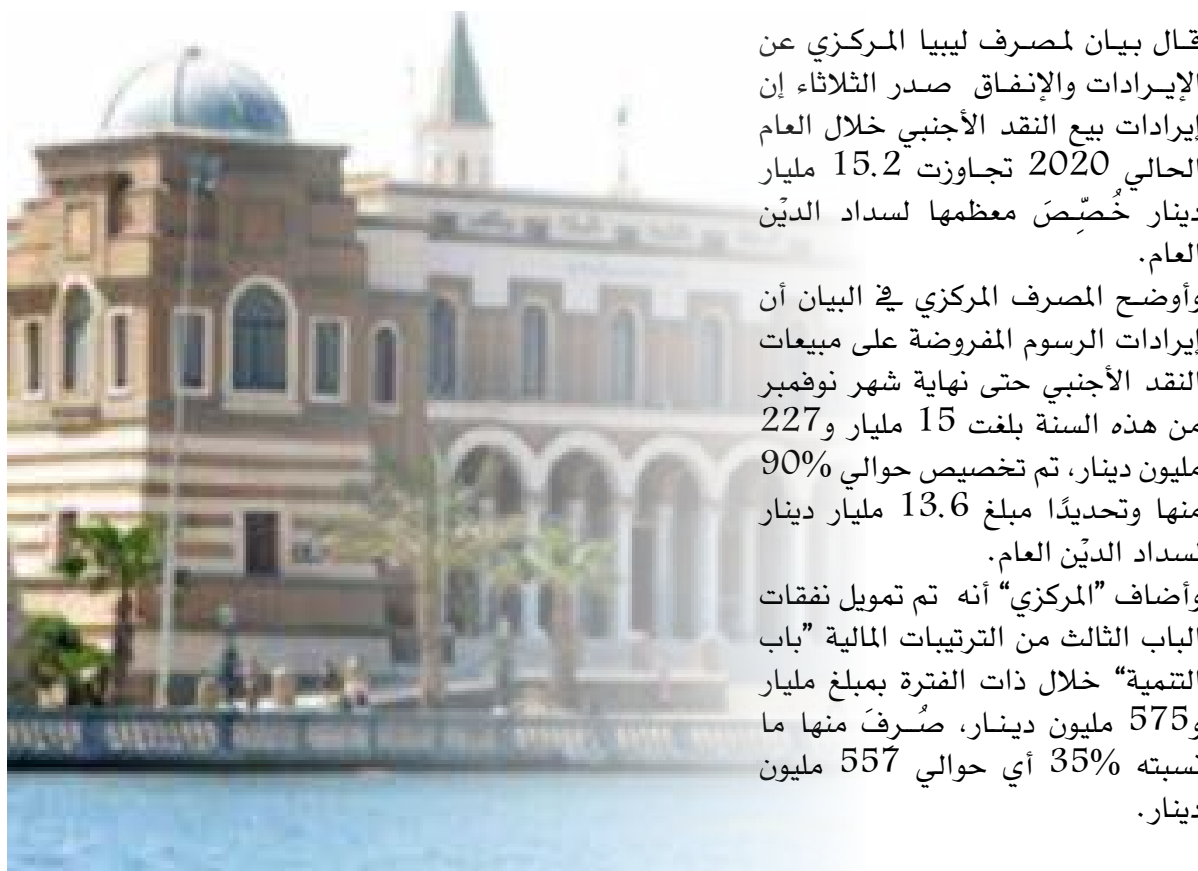 قال بيان لمصرف ليبيا المركزي عن
الإيرادات والإنفاق صدر الثلاثاء إن
إيرادات بيع النقد الأجنبي خلال العام
الحالي 2020 تجاوزت 15.2 مليار
دينار خُصِّصَ معظمها لسداد الديْن
العام.
وأوضح المصرف المركزي في البيان أن
إيرادات الرسوم المفروضة على مبيعات
النقد الأجنبي حتى نهاية شهر نوفمبر
من هذه السنة بلغت 15 مليار و227
مليون دينار، تم تخصيص حوالي 90%
منها وتحديدًا مبلغ 13.6 مليار دينار
لسداد الديْن العام.
وأضاف ”المركزي“ أنه تم تمويل نفقات
الباب الثالث من الترتيبات المالية ”باب
التنمية“ خلال ذات الفترة بمبلغ مليار
و575 مليون دينار، صُرِفَ منها ما
نسبته 35% أي حوالي 557 مليون
دينار.